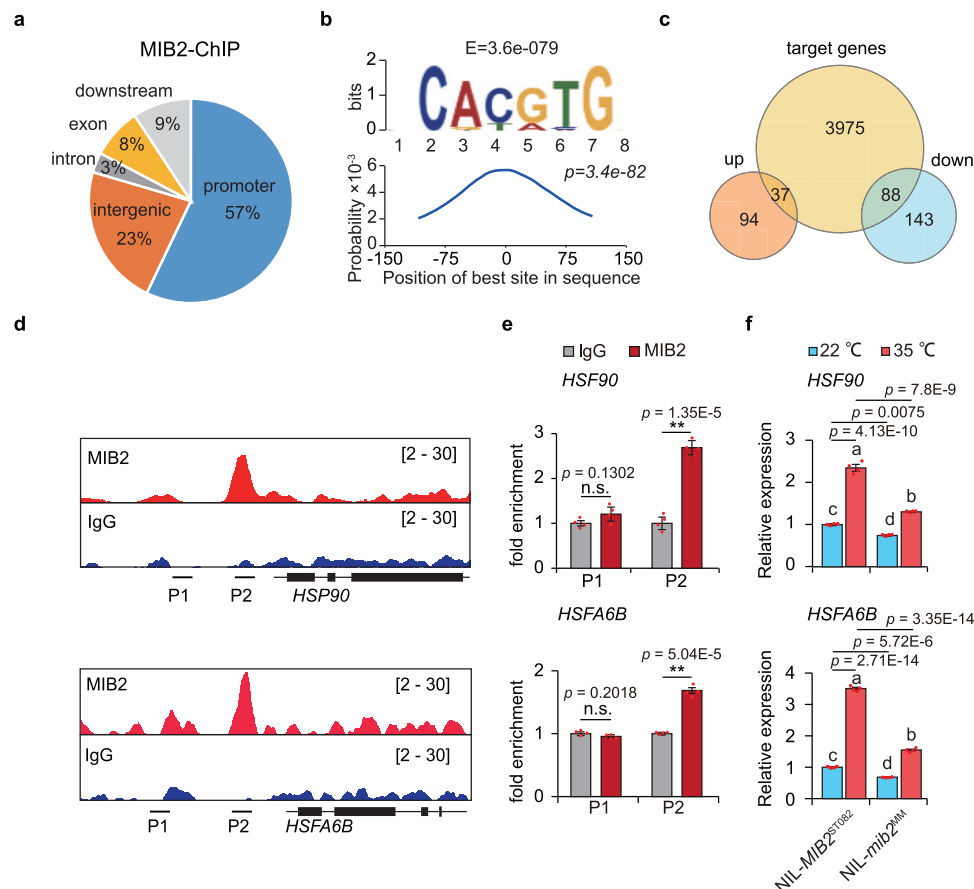 a
MIB2-ChIP
downstream
9%
exon
8%
intron
3%
promoter
57%
intergenic
23%
b
E=3.6e-079
bits
2
1
0
CACGTG
1 2 3 4 5 6 7 8
Probability ×10⁻³
6
4
2
0
p=3.4e-82
-150 -75 0 75 150
Position of best site in sequence
c
target genes
3975
up
down
37
88
94
143
d
MIB2 [2 - 30]
IgG [2 - 30]
P1 P2 HSP90
MIB2 [2 - 30]
IgG [2 - 30]
P1 P2 HSFA6B
e
IgG MIB2
HSF90
p = 1.35E-5
**
p = 0.1302
n.s.
fold enrichment
3
2
1
0
P1 P2
HSFA6B
p = 5.04E-5
**
p = 0.2018
n.s.
fold enrichment
2
1
0
P1 P2
f
22 ℃ 35 ℃
HSF90
p = 7.8E-9
p = 0.0075
p = 4.13E-10
Relative expression
3
2
1
0
c a d b
HSFA6B
p = 3.35E-14
p = 5.72E-6
p = 2.71E-14
Relative expression
4
3
2
1
0
c a d b
NIL-MIB2ST082
NIL-mib2MM